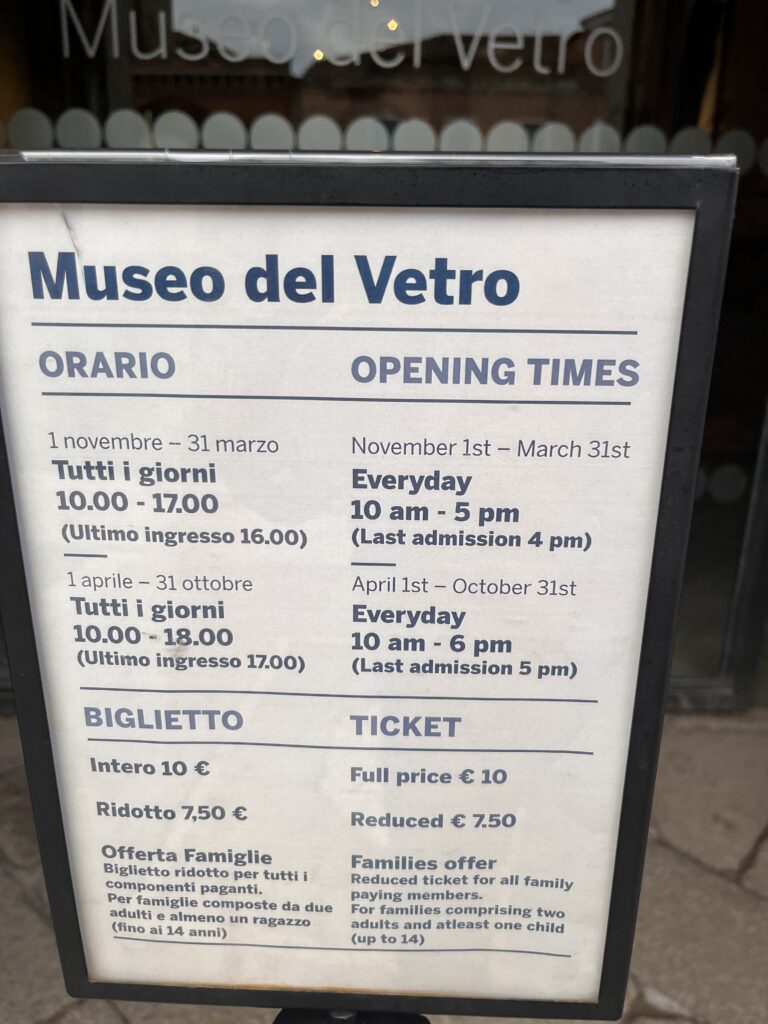 Museo del Vetro
Museo del Vetro
ORARIO
1 novembre – 31 marzo
Tutti i giorni
10.00 - 17.00
(Ultimo ingresso 16.00)
1 aprile – 31 ottobre
Tutti i giorni
10.00 - 18.00
(Ultimo ingresso 17.00)
OPENING TIMES
November 1st – March 31st
Everyday
10 am - 5 pm
(Last admission 4 pm)
April 1st – October 31st
Everyday
10 am - 6 pm
(Last admission 5 pm)
BIGLIETTO
Intero 10 €
Ridotto 7,50 €
Offerta Famiglie
Biglietto ridotto per tutti i
componenti paganti.
Per famiglie composte da due
adulti e almeno un ragazzo
(fino ai 14 anni)
TICKET
Full price € 10
Reduced € 7.50
Families offer
Reduced ticket for all family
paying members.
For families comprising two
adults and atleast one child
(up to 14)